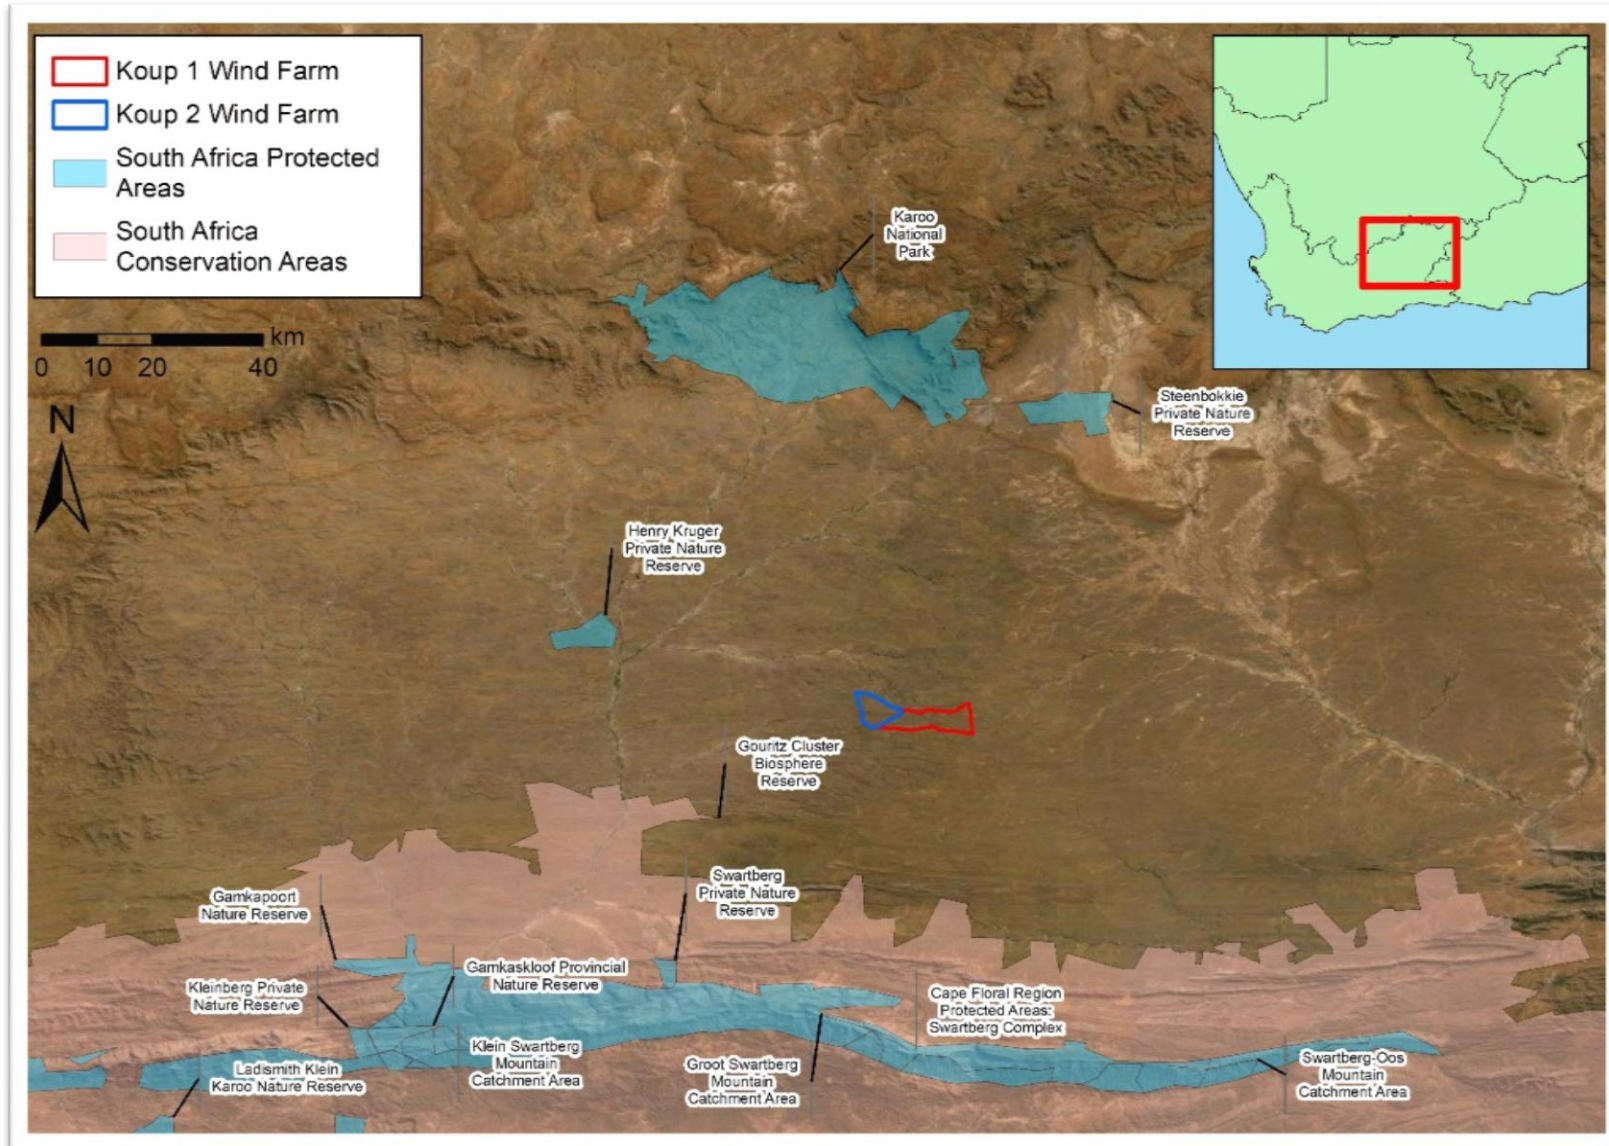 Koup 1 Wind Farm
Koup 2 Wind Farm
South Africa Protected
Areas
South Africa
Conservation Areas
km
0 10 20 40
N
Karoo
National
Park
Steenbokkie
Private Nature
Reserve
Henry Kruger
Private Nature
Reserve
Gouritz Cluster
Biosphere
Reserve
Swartberg
Private Nature
Reserve
Gamkapoort
Nature Reserve
Gamkaskloof Provincial
Nature Reserve
Kleinberg Private
Nature Reserve
Cape Floral Region
Protected Areas:
Swartberg Complex
Klein Swartberg
Mountain
Catchment Area
Ladismith Klein
Karoo Nature Reserve
Groot Swartberg
Mountain
Catchment Area
Swartberg-Oos
Mountain
Catchment Area